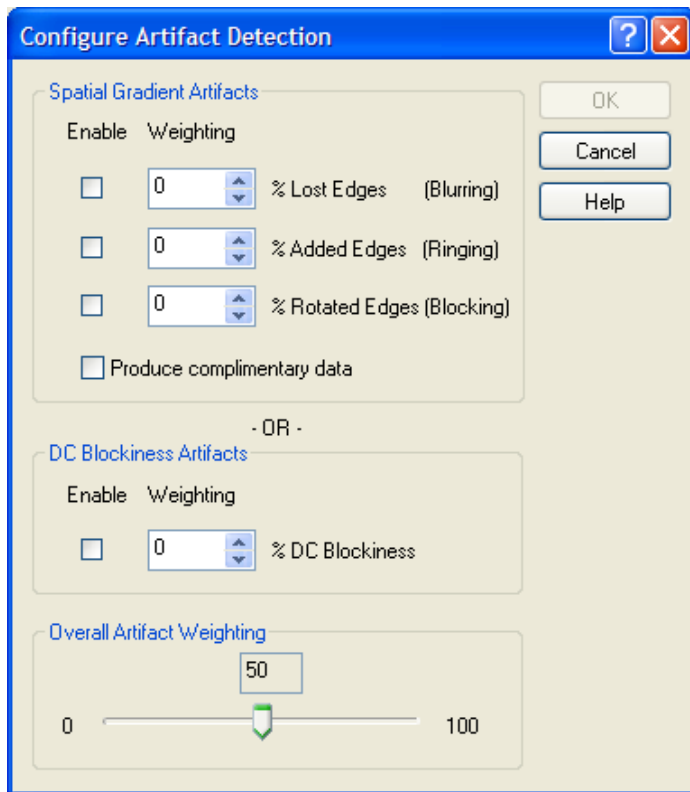 Configure Artifact Detection
Spatial Gradient Artifacts
OK
Enable Weighting
Cancel
0 % Lost Edges (Blurring)
Help
0 % Added Edges (Ringing)
0 % Rotated Edges (Blocking)
Produce complimentary data
- OR -
DC Blockiness Artifacts
Enable Weighting
0 % DC Blockiness
Overall Artifact Weighting
50
0 100